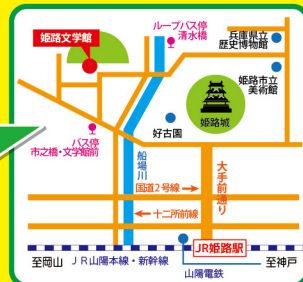 ループバス停
清水橋
兵庫県立
歴史博物館
姫路文学館
姫路市立
美術館
姫路城
好古園
バス停
市之橋・文学館前
船場川
大手前通り
国道2号線
十二所前線
JR姫路駅
至岡山
JR山陽本線・新幹線
至神戸
山陽電鉄